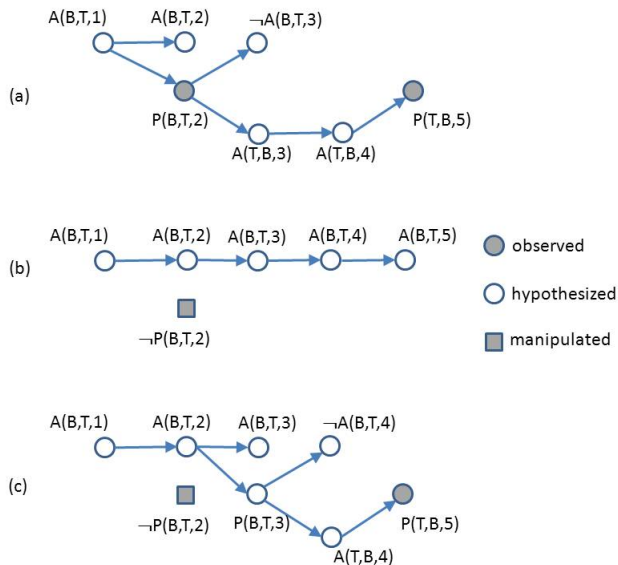 A(B,T,1) A(B,T,2) ¬A(B,T,3)
(a)
P(B,T,2) P(T,B,5)
A(T,B,3) A(T,B,4)
A(B,T,1) A(B,T,2) A(B,T,3) A(B,T,4) A(B,T,5)
observed
(b)
hypothesized
¬P(B,T,2)
manipulated
A(B,T,1) A(B,T,2) A(B,T,3) ¬A(B,T,4)
(c)
¬P(B,T,2) P(B,T,3) P(T,B,5)
A(T,B,4)